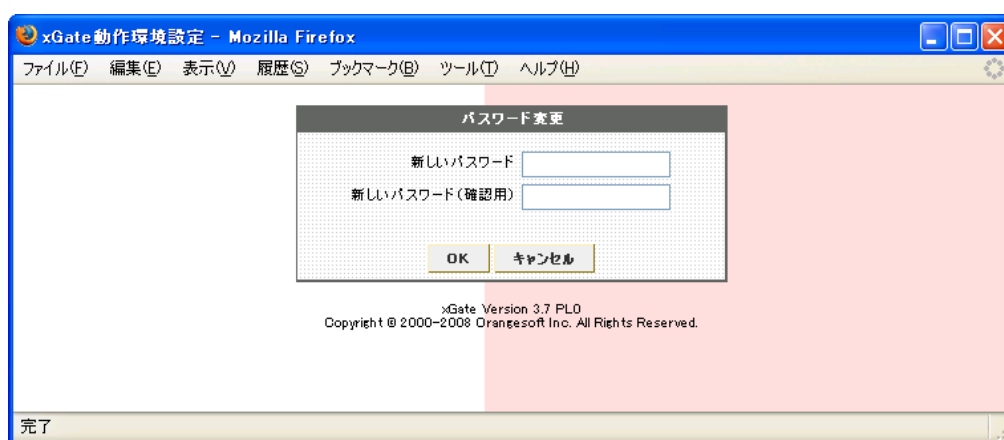 xGate動作環境設定 - Mozilla Firefox
ファイル(F) 編集(E) 表示(V) 履歴(S) ブックマーク(B) ツール(T) ヘルプ(H)
パスワード変更
新しいパスワード
新しいパスワード(確認用)
OK キャンセル
xGate Version 3.7 PL0
Copyright © 2000-2008 Orangesoft Inc. All Rights Reserved.
完了